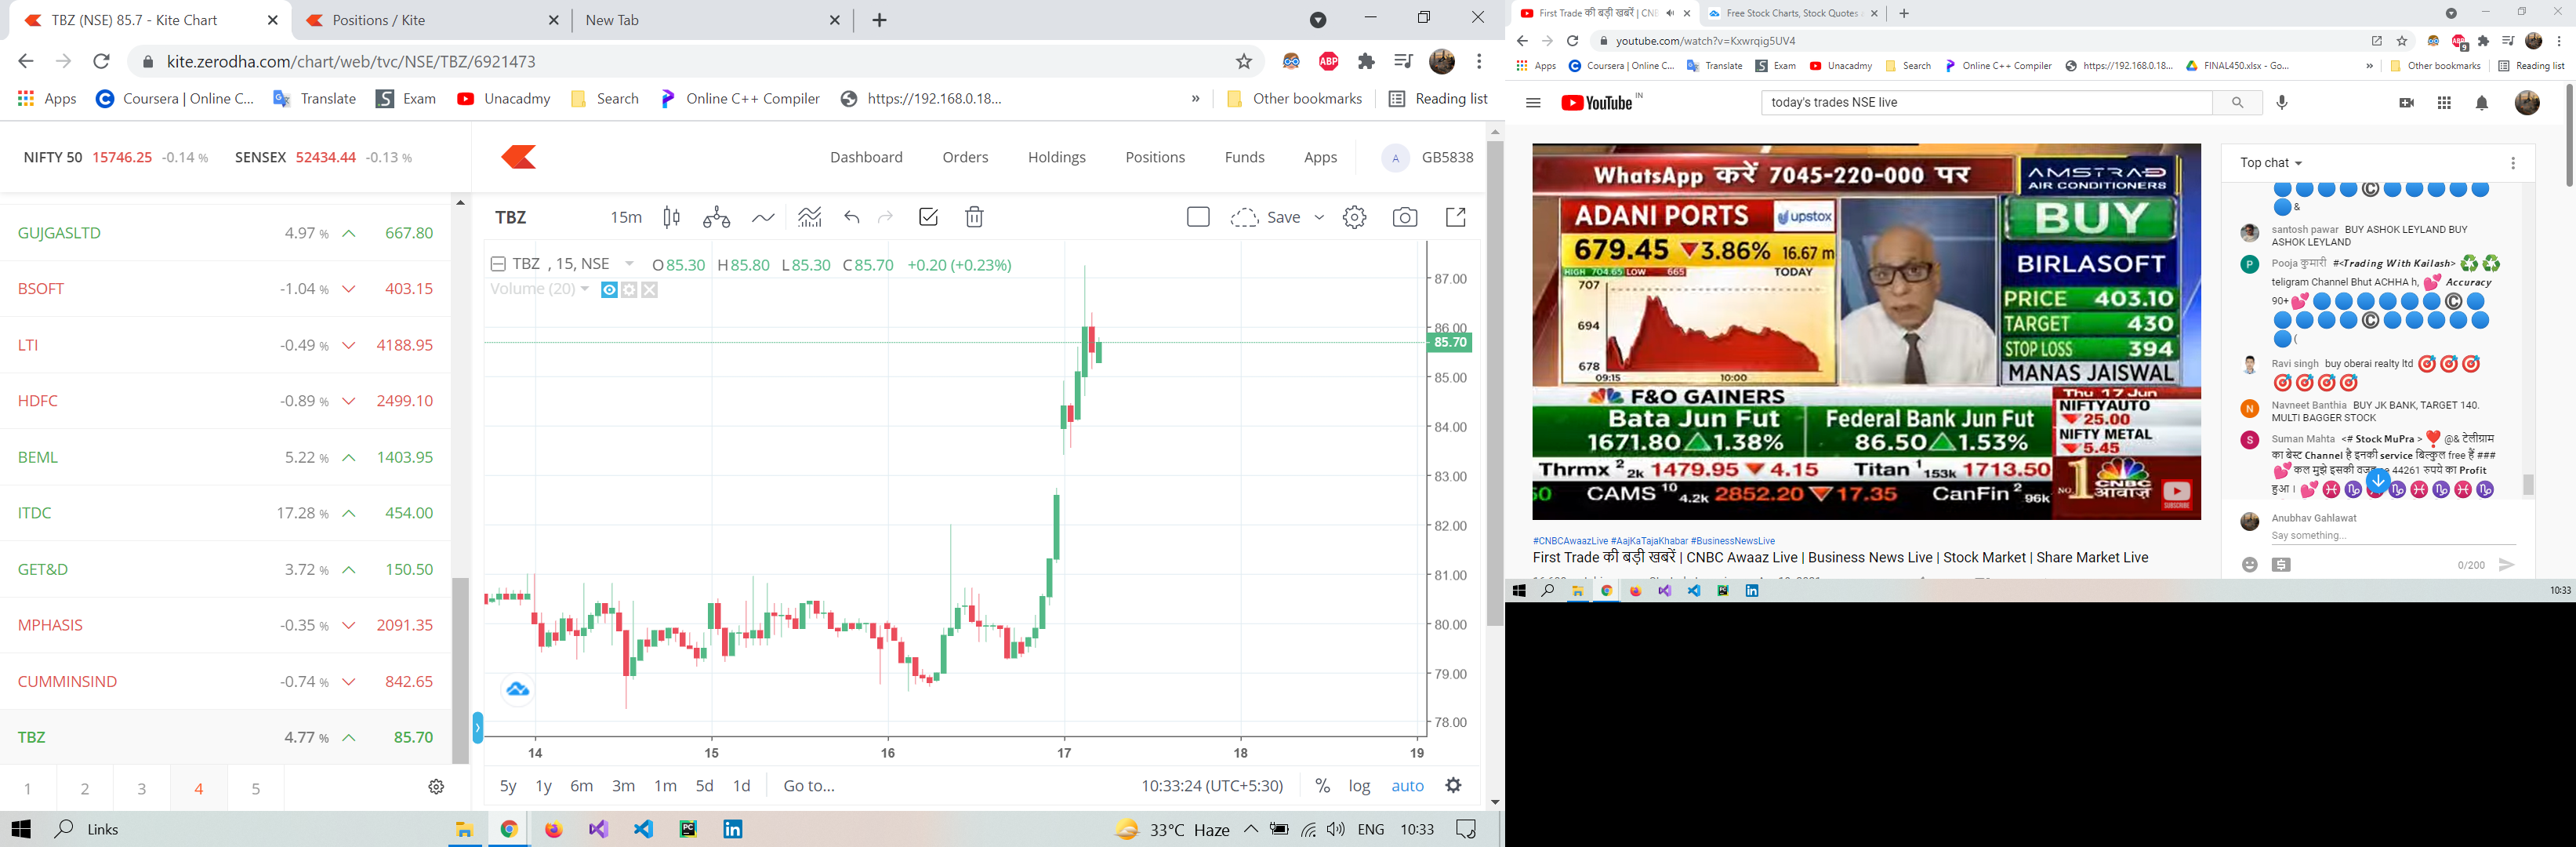 TBZ (NSE) 85.7 - Kite Chart
Positions / Kite
New Tab
kite.zerodha.com/chart/web/tvc/NSE/TBZ/6921473
ABP
Apps
Coursera | Online C...
Translate
Exam
Unacadmy
Search
Online C++ Compiler
https://192.168.0.18...
»
Other bookmarks
Reading list
NIFTY 50 15746.25 -0.14 %
SENSEX 52434.44 -0.13 %
Dashboard
Orders
Holdings
Positions
Funds
Apps
A
GB5838
GUJGASLTD 4.97 % 667.80
BSOFT -1.04 % 403.15
LTI -0.49 % 4188.95
HDFC -0.89 % 2499.10
BEML 5.22 % 1403.95
ITDC 17.28 % 454.00
GET&D 3.72 % 150.50
MPHASIS -0.35 % 2091.35
CUMMINSIND -0.74 % 842.65
TBZ 4.77 % 85.70
1 2 3 4 5
TBZ
15m
Save
TBZ , 15, NSE
O85.30 H85.80 L85.30 C85.70 +0.20 (+0.23%)
Volume (20)
87.00
86.00
85.70
85.00
84.00
83.00
82.00
81.00
80.00
79.00
78.00
14 15 16 17 18 19
5y 1y 6m 3m 1m 5d 1d
Go to...
10:33:24 (UTC+5:30)
%
log
auto
Links
PC
in
33°C Haze
ENG
10:33
First Trade की बड़ी खबरें | CNB
Free Stock Charts, Stock Quotes
youtube.com/watch?v=Kxwrqig5UV4
ABP
9
Apps
Coursera | Online C...
Translate
Exam
Unacadmy
Search
Online C++ Compiler
https://192.168.0.18...
FINAL450.xlsx - Go...
»
Other bookmarks
Reading list
YouTube IN
today's trades NSE live
WhatsApp करें 7045-220-000 पर
AMSTRAD
AIR CONDITIONERS
ADANI PORTS
upstox
679.45 3.86% 16.67 m
HIGH 704.65 LOW 665
TODAY
707
694
678
09:15
10:00
BUY
BIRLASOFT
PRICE 403.10
TARGET 430
STOP LOSS 394
MANAS JAISWAL
F&O GAINERS
Bata Jun Fut
1671.80 1.38%
Federal Bank Jun Fut
86.50 1.53%
Thu 17 Jun
NIFTYAUTO
25.00
NIFTY METAL
5.45
Thrmx 2 2k 1479.95 4.15
Titan 1 153k 1713.50
50
CAMS 10 4.2k 2852.20 17.35
CanFin 2 96k
NO. 1 CNBC
आवाज़
SUBSCRIBE
#CNBCAwaazLive #AajKaTajaKhabar #BusinessNewsLive
First Trade की बड़ी खबरें | CNBC Awaaz Live | Business News Live | Stock Market | Share Market Live
Top chat
&
santosh pawar BUY ASHOK LEYLAND BUY
ASHOK LEYLAND
P
Pooja कुमारी #<Trading With Kailash>
teligram Channel Bhut ACHHA h, Accuracy
90+
(
Ravi singh buy oberai realty ltd
N
Navneet Banthia BUY JK BANK, TARGET 140.
MULTI BAGGER STOCK
S
Suman Mahta <# Stock MuPra > @& टेलीग्राम
का बेस्ट Channel है इनकी service बिल्कुल free हैं ###
कल मुझे इसकी 44261 रुपये का Profit
हुआ।
Anubhav Gahlawat
Say something...
0/200
10:33